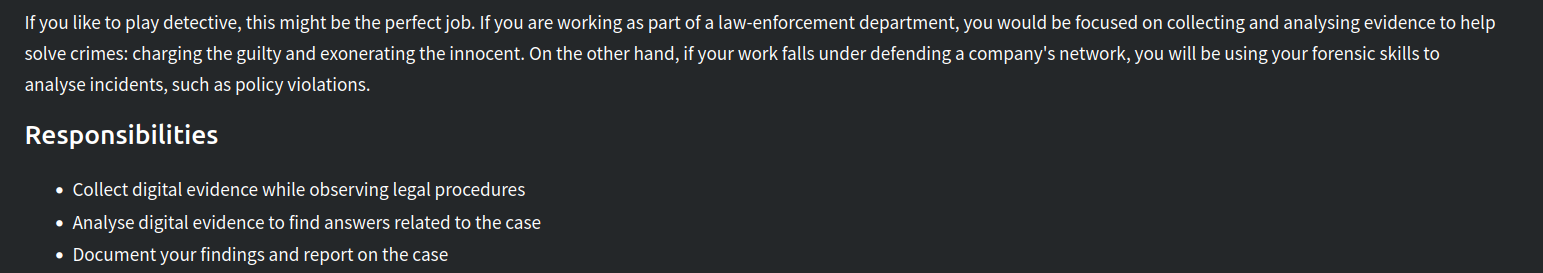 If you like to play detective, this might be the perfect job. If you are working as part of a law-enforcement department, you would be focused on collecting and analysing evidence to help
solve crimes: charging the guilty and exonerating the innocent. On the other hand, if your work falls under defending a company's network, you will be using your forensic skills to
analyse incidents, such as policy violations.
Responsibilities
• Collect digital evidence while observing legal procedures
• Analyse digital evidence to find answers related to the case
• Document your findings and report on the case